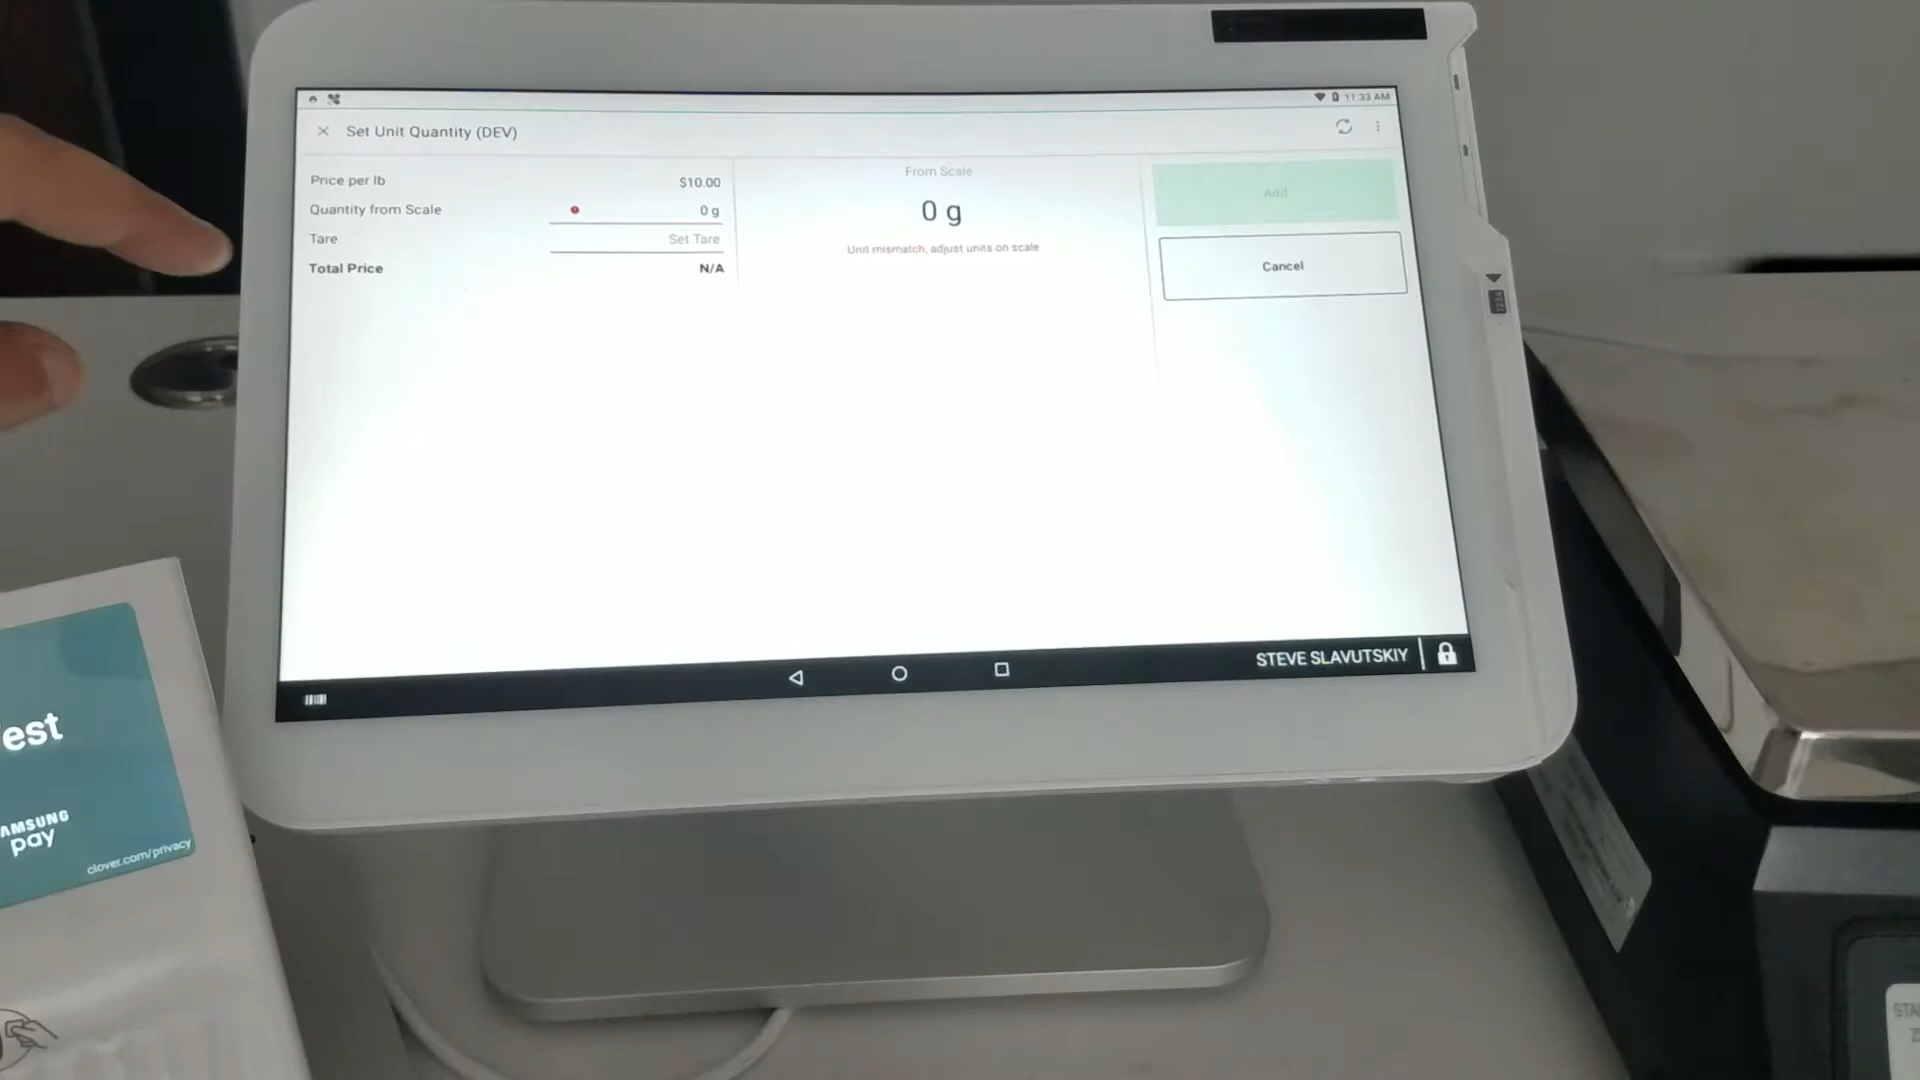 11:33 AM
Set Unit Quantity (DEV)
Price per lb $10.00
Quantity from Scale 0 g
Tare Set Tare
Total Price N/A
From Scale
0 g
Unit mismatch, adjust units on scale
Add
Cancel
STEVE SLAVUTSKIY
est
AMSUNG
pay
clover.com/privacy